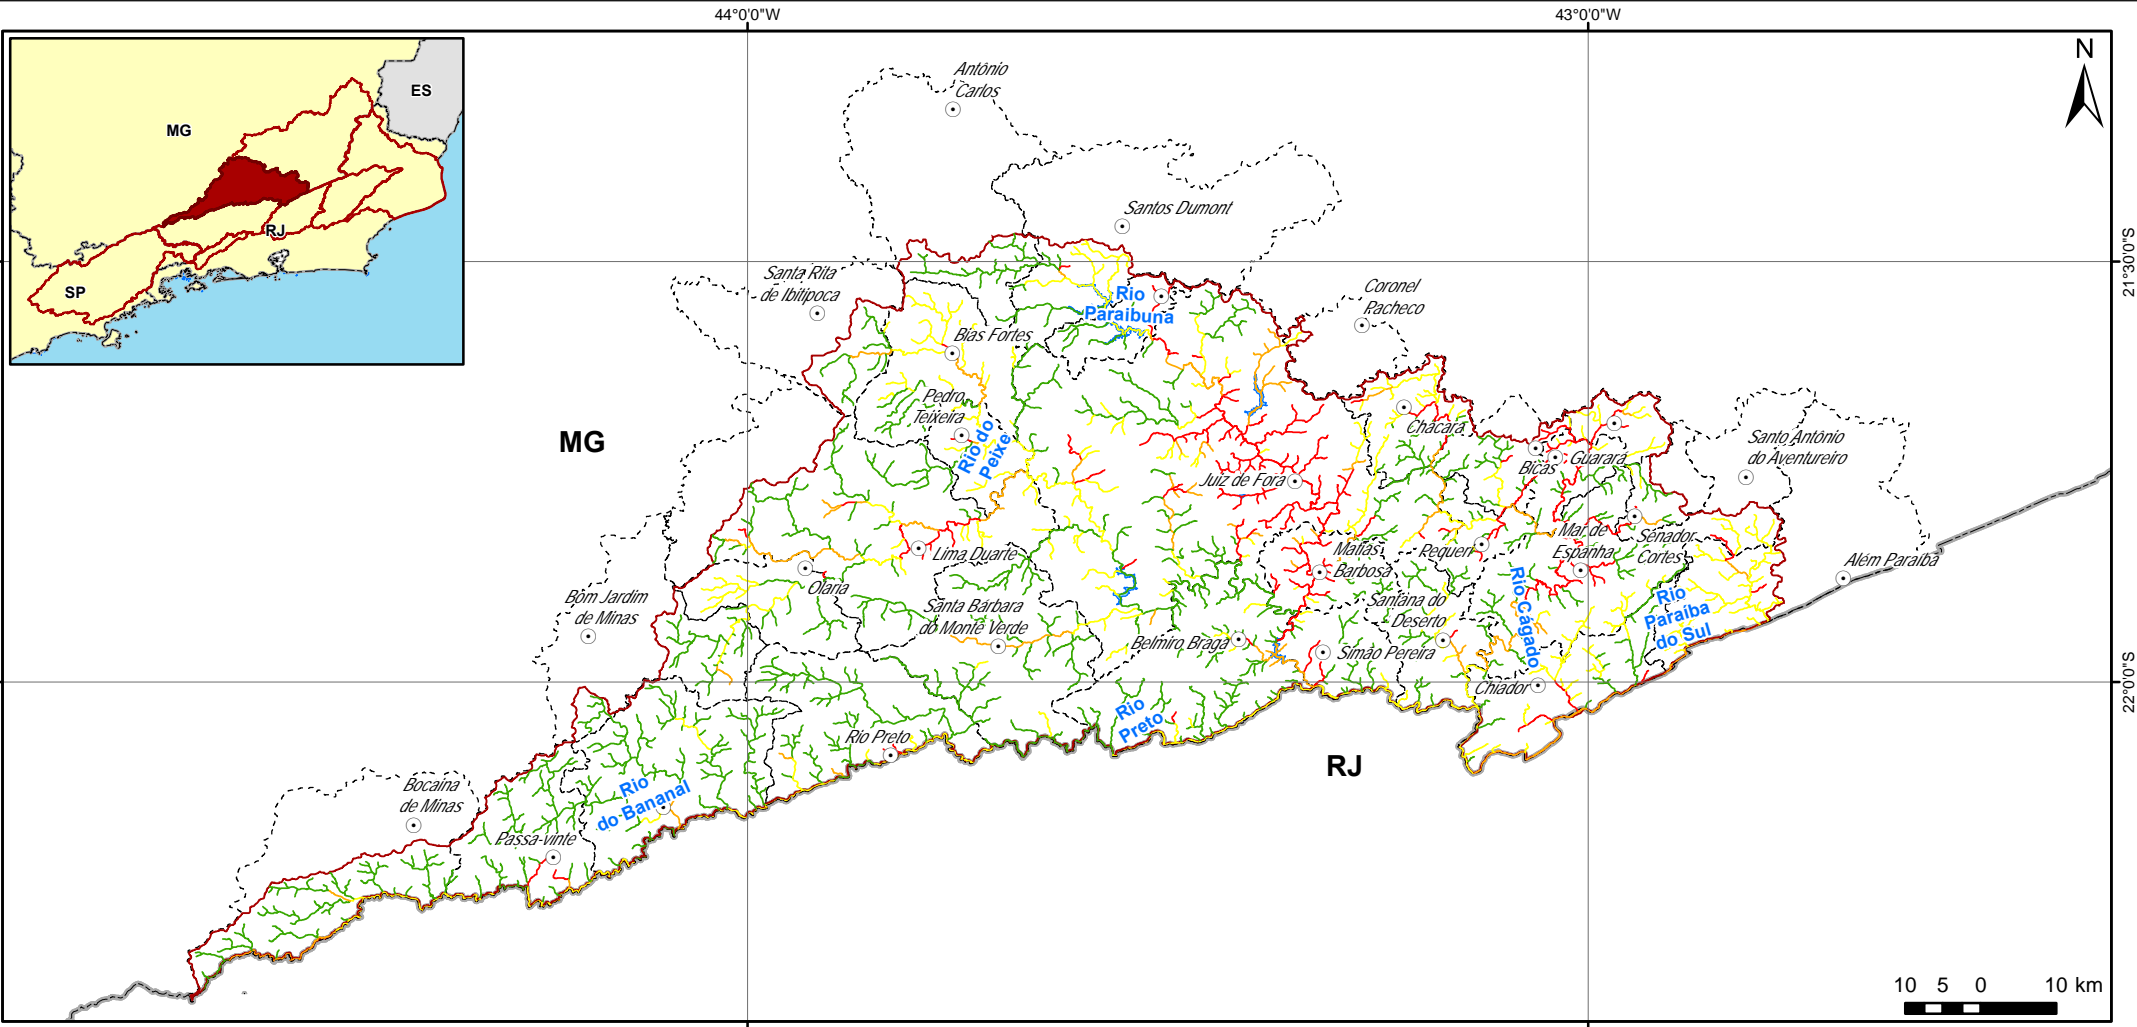 44°0'0"W
43°0'0"W
MG
ES
RJ
SP
N
21°30'0"S
22°0'0"S
Antônio
Carlos
Santos Dumont
Santa Rita
de Ibitipoca
Coronel
Pacheco
Rio
Paraibuna
Bias Fortes
Pedro
Teixeira
Rio do
Peixe
Chácara
MG
Bicas
Guarará
Santo Antônio
do Aventureiro
Juiz de Fora
Lima Duarte
Olaria
Matias
Barbosa
Pequeri
Mar de
Espanha
Senador
Cortes
Além Paraíba
Bom Jardim
de Minas
Santa Bárbara
do Monte Verde
Belmiro Braga
Santana do
Deserto
Simão Pereira
Rio Cágado
Rio
Paraíba
do Sul
Chiador
Rio
Preto
Rio Preto
RJ
Rio
do Bananal
Bocaina
de Minas
Passa-vinte
10 5 0 10 km